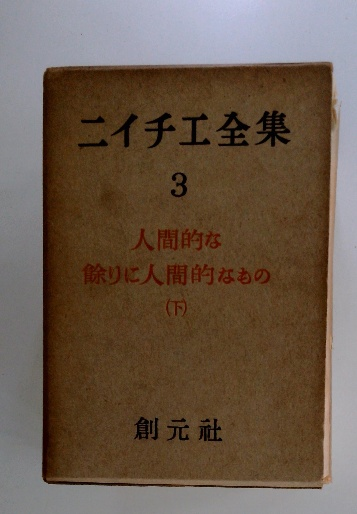 ニイチエ全集
3
人間的な
餘りに人間的なもの
(下)
創元社